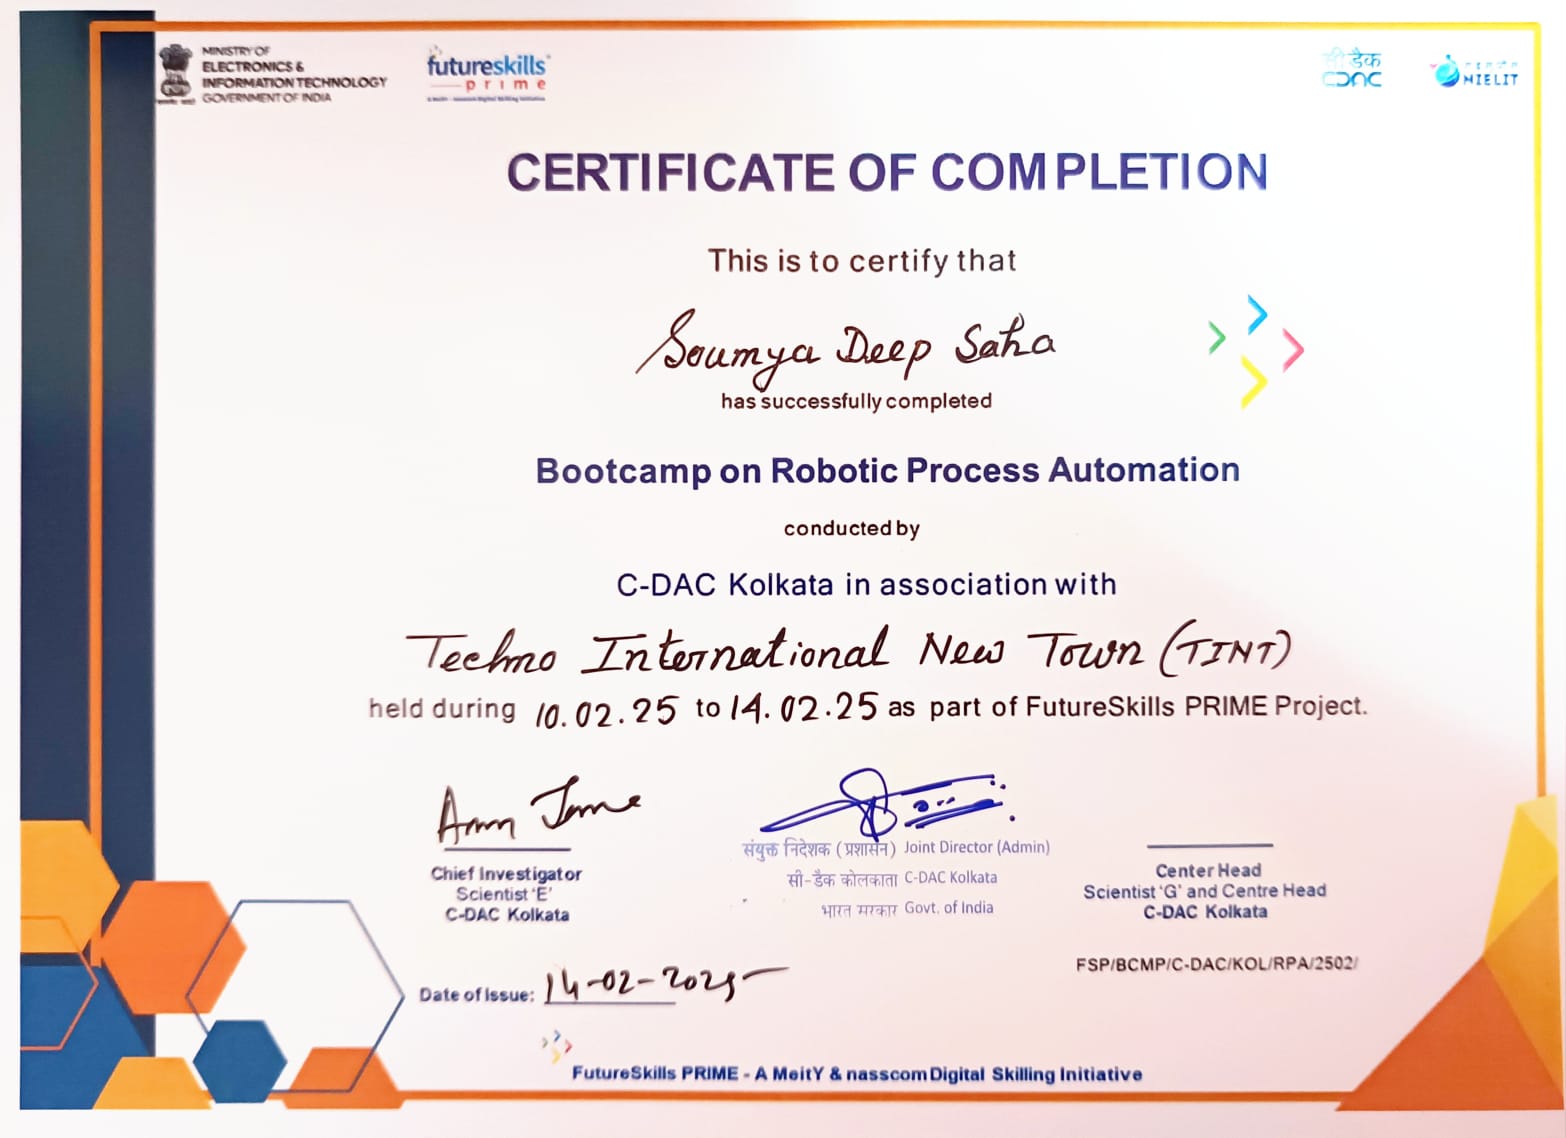 MINISTRY OF
ELECTRONICS &
INFORMATION TECHNOLOGY
GOVERNMENT OF INDIA
futureskills
prime
A MeitY - nasscom Digital Skilling Initiative
सी डैक
CDAC
NIELIT
CERTIFICATE OF COMPLETION
This is to certify that
Soumya Deep Saha
has successfully completed
Bootcamp on Robotic Process Automation
conducted by
C-DAC Kolkata in association with
Techno International New Town (TINT)
held during 10.02.25 to 14.02.25 as part of FutureSkills PRIME Project.
Chief Investigator
Scientist 'E'
C-DAC Kolkata
संयुक्त निदेशक (प्रशासन) Joint Director (Admin)
सी-डैक कोलकाता C-DAC Kolkata
भारत सरकार Govt. of India
Center Head
Scientist 'G' and Centre Head
C-DAC Kolkata
FSP/BCMP/C-DAC/KOL/RPA/2502/
Date of Issue: 14-02-2025
FutureSkills PRIME - A MeitY & nasscom Digital Skilling Initiative